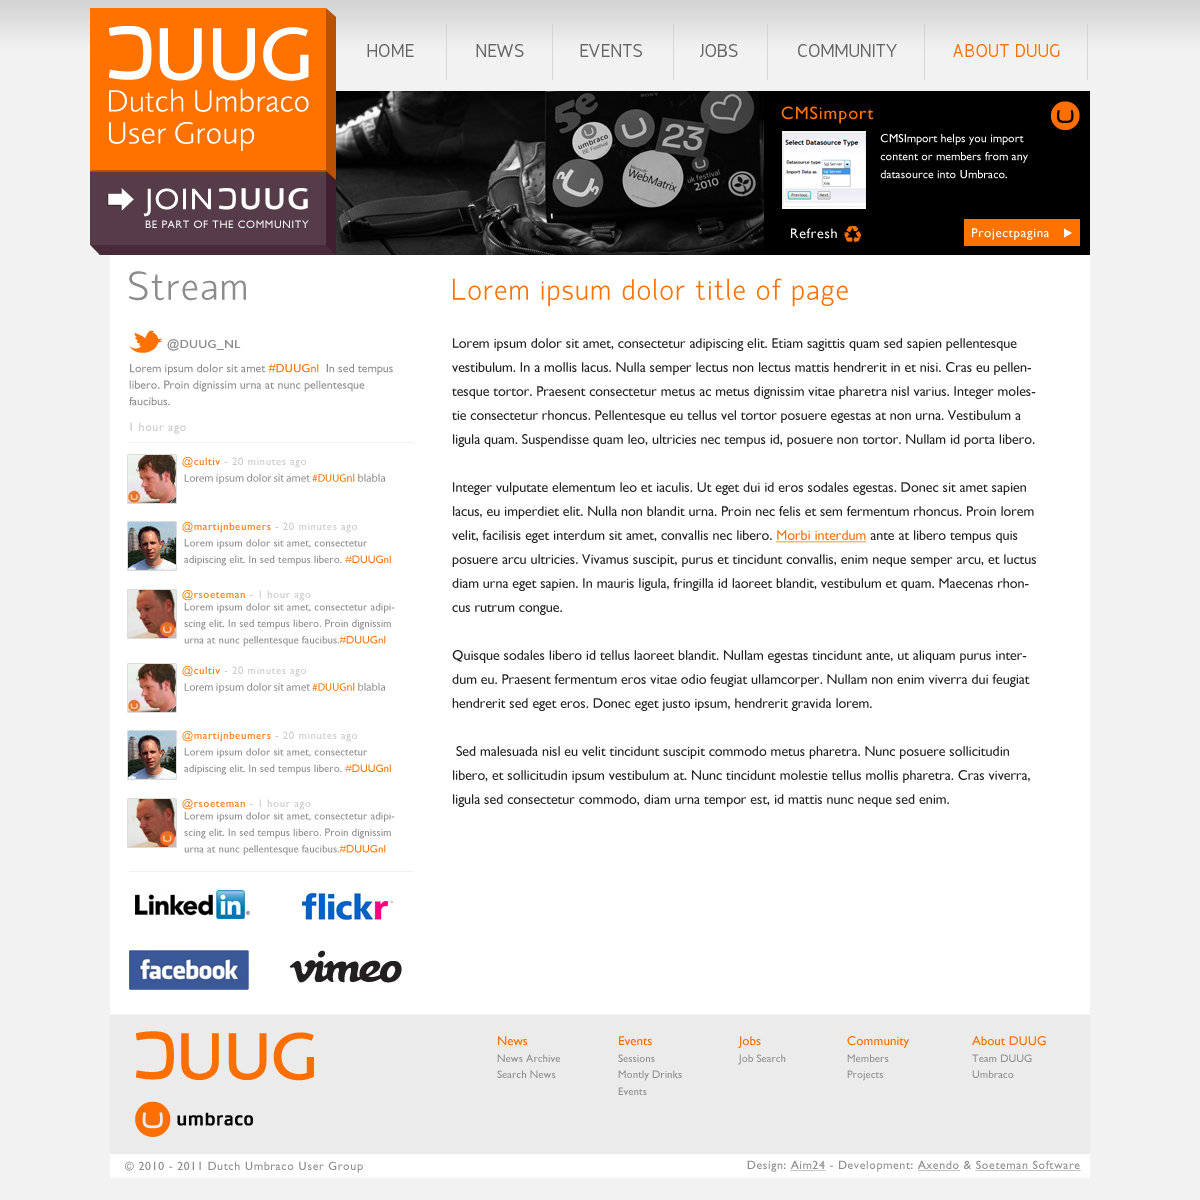 DUUG
Dutch Umbraco
User Group
JOIN DUUG
BE PART OF THE COMMUNITY
HOME
NEWS
EVENTS
JOBS
COMMUNITY
ABOUT DUUG
5e
umbraco
BE Festival
23
WebMatrix
uk festival
2010
CMSimport
Select Datasource Type
Datasource type
Import Data as
Previous
Next
CMSImport helps you import
content or members from any
datasource into Umbraco.
Refresh
Projectpagina
Stream
@DUUG_NL
Lorem ipsum dolor sit amet #DUUGnl In sed tempus
libero. Proin dignissim urna at nunc pellentesque
faucibus.
1 hour ago
@cultiv - 20 minutes ago
Lorem ipsum dolor sit amet #DUUGnl blabla
@martijnbeumers - 20 minutes ago
Lorem ipsum dolor sit amet, consectetur
adipiscing elit. In sed tempus libero. #DUUGnl
@rsoeteman - 1 hour ago
Lorem ipsum dolor sit amet, consectetur adipi-
scing elit. In sed tempus libero. Proin dignissim
urna at nunc pellentesque faucibus.#DUUGnl
@cultiv - 20 minutes ago
Lorem ipsum dolor sit amet #DUUGnl blabla
@martijnbeumers - 20 minutes ago
Lorem ipsum dolor sit amet, consectetur
adipiscing elit. In sed tempus libero. #DUUGnl
@rsoeteman - 1 hour ago
Lorem ipsum dolor sit amet, consectetur adipi-
scing elit. In sed tempus libero. Proin dignissim
urna at nunc pellentesque faucibus.#DUUGnl
Linked in
flickr
facebook
vimeo
Lorem ipsum dolor title of page
Lorem ipsum dolor sit amet, consectetur adipiscing elit. Etiam sagittis quam sed sapien pellentesque
vestibulum. In a mollis lacus. Nulla semper lectus non lectus mattis hendrerit in et nisi. Cras eu pellen-
tesque tortor. Praesent consectetur metus ac metus dignissim vitae pharetra nisl varius. Integer moles-
tie consectetur rhoncus. Pellentesque eu tellus vel tortor posuere egestas at non urna. Vestibulum a
ligula quam. Suspendisse quam leo, ultricies nec tempus id, posuere non tortor. Nullam id porta libero.
Integer vulputate elementum leo et iaculis. Ut eget dui id eros sodales egestas. Donec sit amet sapien
lacus, eu imperdiet elit. Nulla non blandit urna. Proin nec felis et sem fermentum rhoncus. Proin lorem
velit, facilisis eget interdum sit amet, convallis nec libero. Morbi interdum ante at libero tempus quis
posuere arcu ultricies. Vivamus suscipit, purus et tincidunt convallis, enim neque semper arcu, et luctus
diam urna eget sapien. In mauris ligula, fringilla id laoreet blandit, vestibulum et quam. Maecenas rhon-
cus rutrum congue.
Quisque sodales libero id tellus laoreet blandit. Nullam egestas tincidunt ante, ut aliquam purus inter-
dum eu. Praesent fermentum eros vitae odio feugiat ullamcorper. Nullam non enim viverra dui feugiat
hendrerit sed eget eros. Donec eget justo ipsum, hendrerit gravida lorem.
Sed malesuada nisl eu velit tincidunt suscipit commodo metus pharetra. Nunc posuere sollicitudin
libero, et sollicitudin ipsum vestibulum at. Nunc tincidunt molestie tellus mollis pharetra. Cras viverra,
ligula sed consectetur commodo, diam urna tempor est, id mattis nunc neque sed enim.
DUUG
umbraco
News
News Archive
Search News
Events
Sessions
Montly Drinks
Events
Jobs
Job Search
Community
Members
Projects
About DUUG
Team DUUG
Umbraco
© 2010 - 2011 Dutch Umbraco User Group
Design: Aim24 - Development: Axendo & Soeteman Software